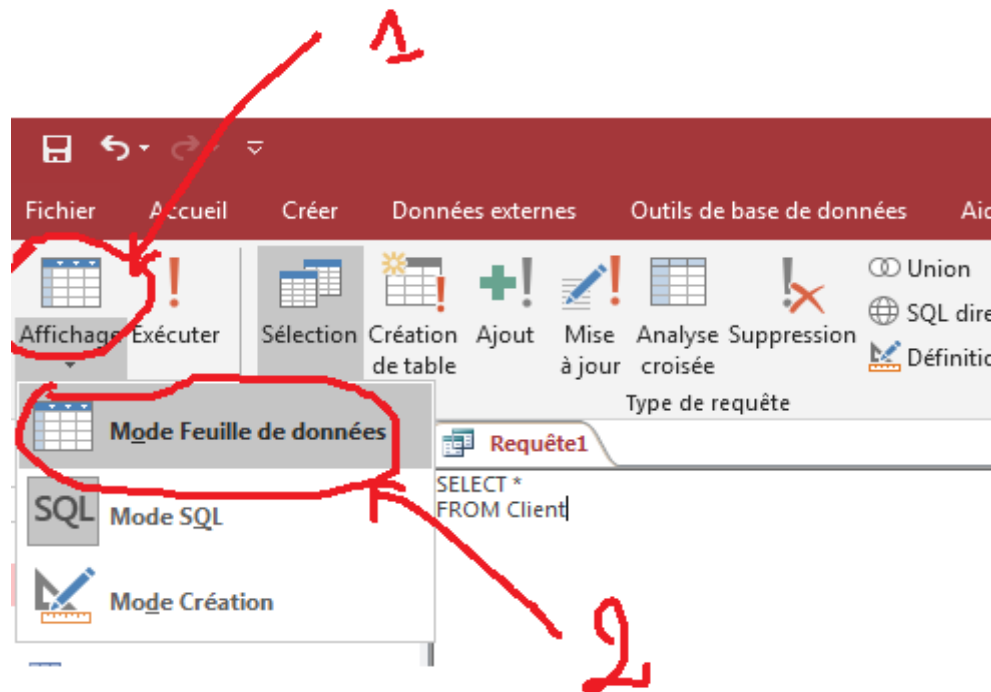 1
Fichier Accueil Créer Données externes Outils de base de données Aid
Affichage Exécuter Sélection Création de table Ajout Mise à jour Analyse croisée Suppression
Union
SQL dire
Définitio
Type de requête
Mode Feuille de données
Mode SQL
Mode Création
Requête1
SELECT *
FROM Client
SQL
2